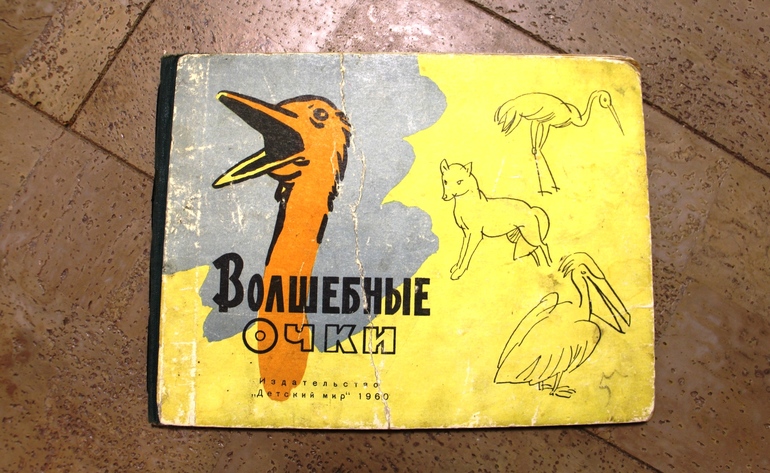 Волшебные
очки
Издательство
„Детский мир" 1960